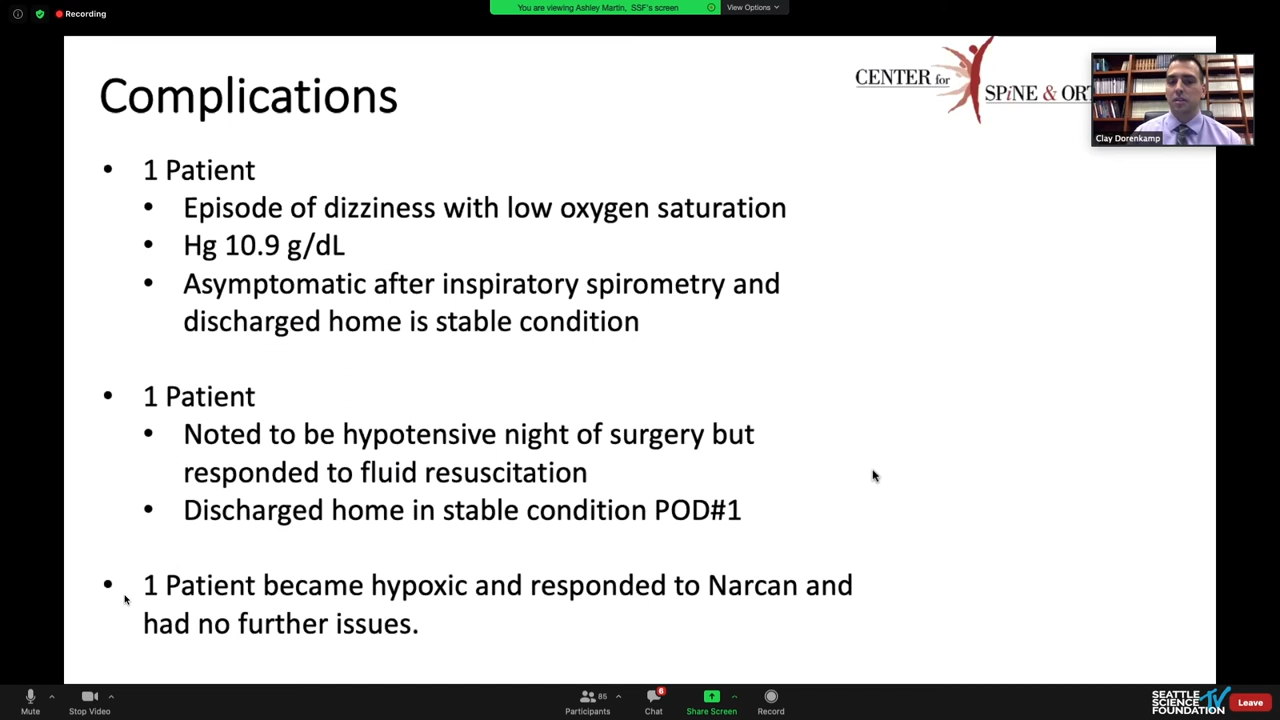 Recording
You are viewing Ashley Martin, SSF's screen
View Options
Complications
CENTER for
SPiNE & ORT
Clay Dorenkamp
• 1 Patient
• Episode of dizziness with low oxygen saturation
• Hg 10.9 g/dL
• Asymptomatic after inspiratory spirometry and
discharged home is stable condition
• 1 Patient
• Noted to be hypotensive night of surgery but
responded to fluid resuscitation
• Discharged home in stable condition POD#1
• 1 Patient became hypoxic and responded to Narcan and
had no further issues.
Mute
Stop Video
85
Participants
6
Chat
Share Screen
Record
SEATTLE
SCIENCE TV
FOUNDATION
Leave